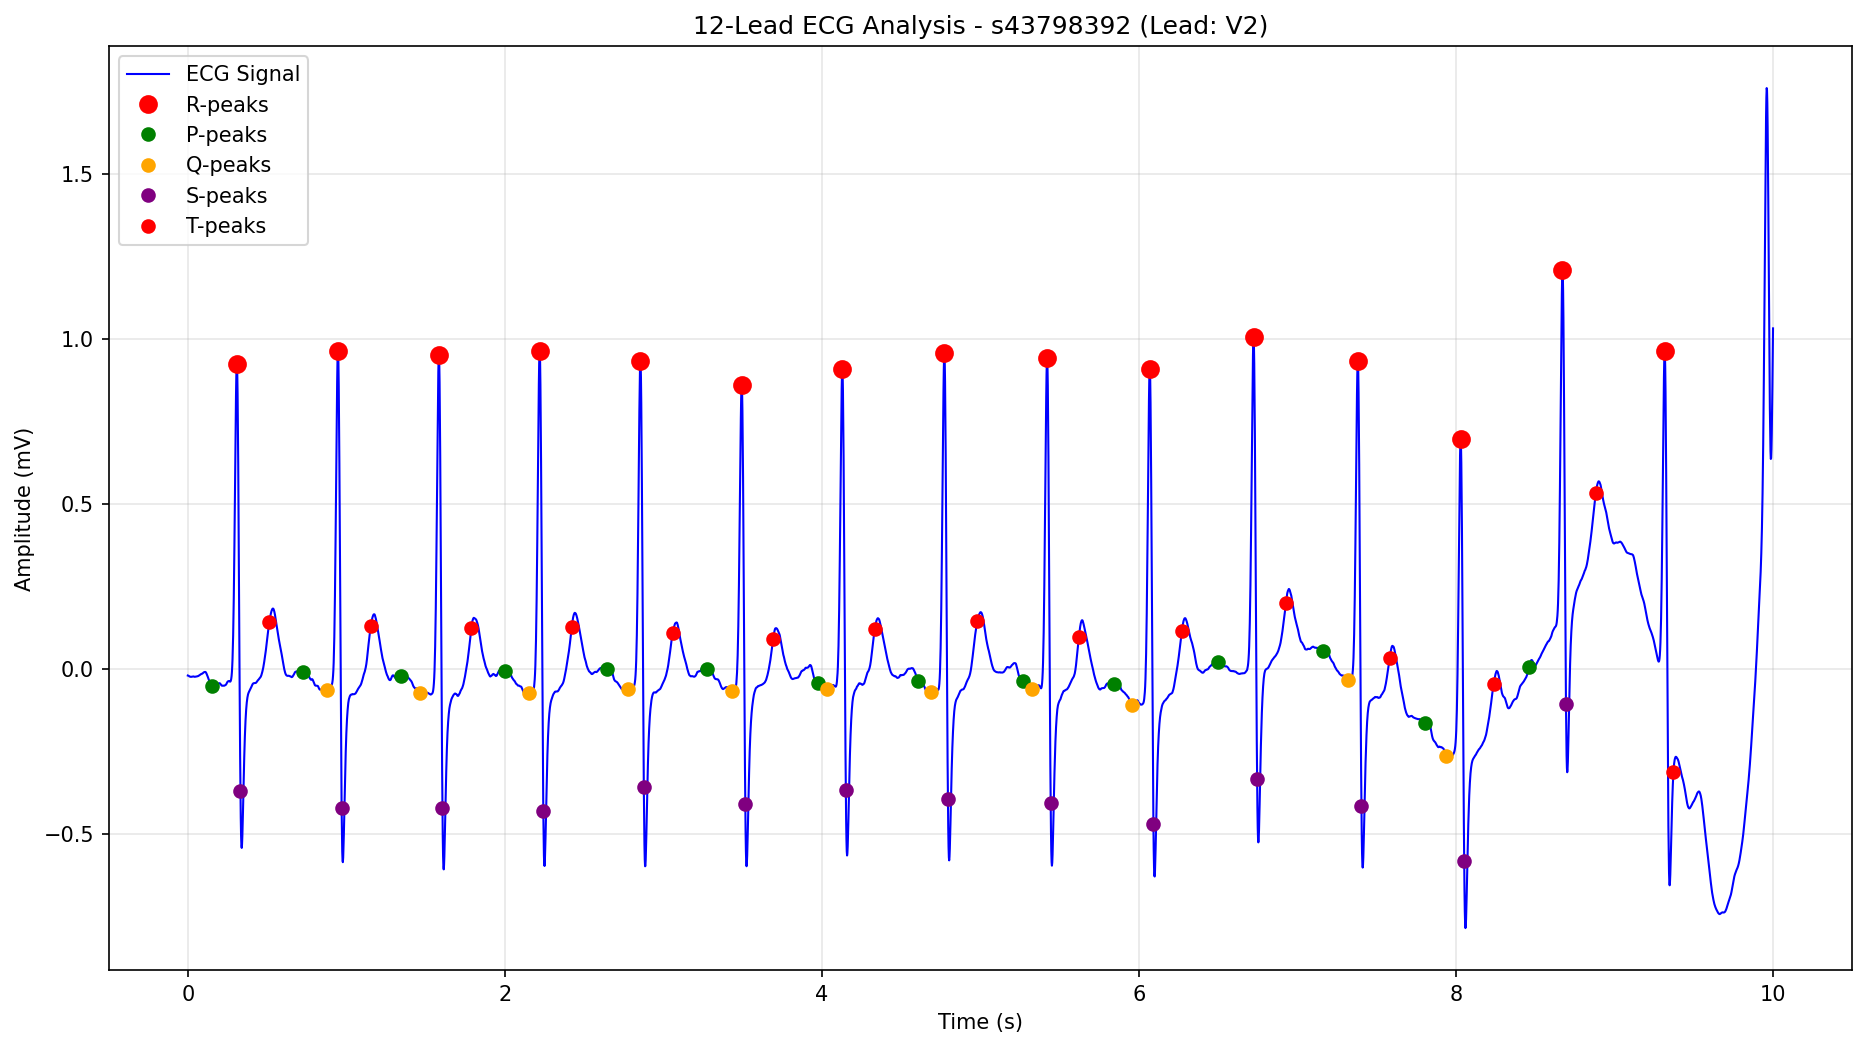 12-Lead ECG Analysis - s43798392 (Lead: V2)
ECG Signal
R-peaks
P-peaks
Q-peaks
S-peaks
T-peaks
Amplitude (mV)
1.5
1.0
0.5
0.0
−0.5
0 2 4 6 8 10
Time (s)